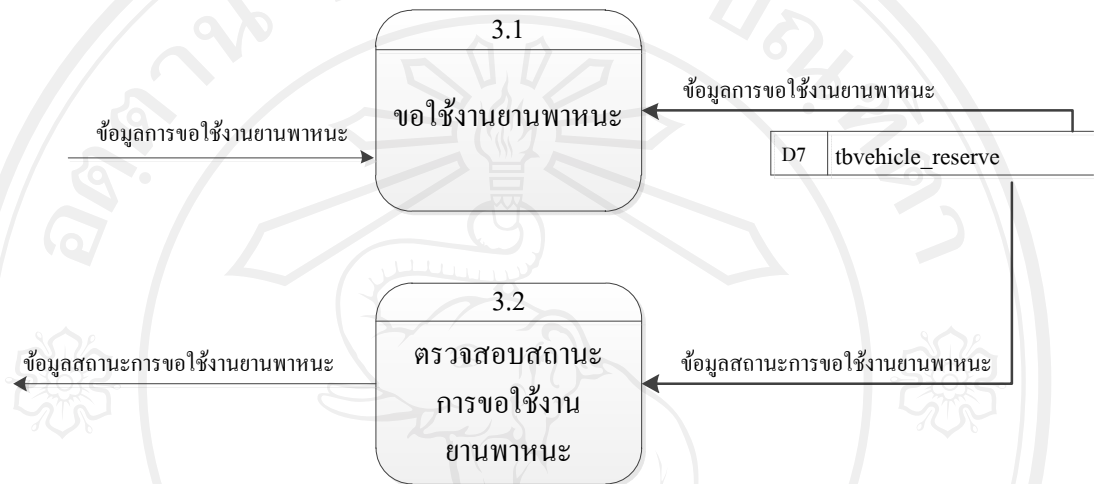 3.1
ขอใช้งานยานพาหนะ
ข้อมูลการขอใช้งานยานพาหนะ
ข้อมูลการขอใช้งานยานพาหนะ
D7 tbvehicle_reserve
3.2
ตรวจสอบสถานะ
การขอใช้งาน
ยานพาหนะ
ข้อมูลสถานะการขอใช้งานยานพาหนะ
ข้อมูลสถานะการขอใช้งานยานพาหนะ